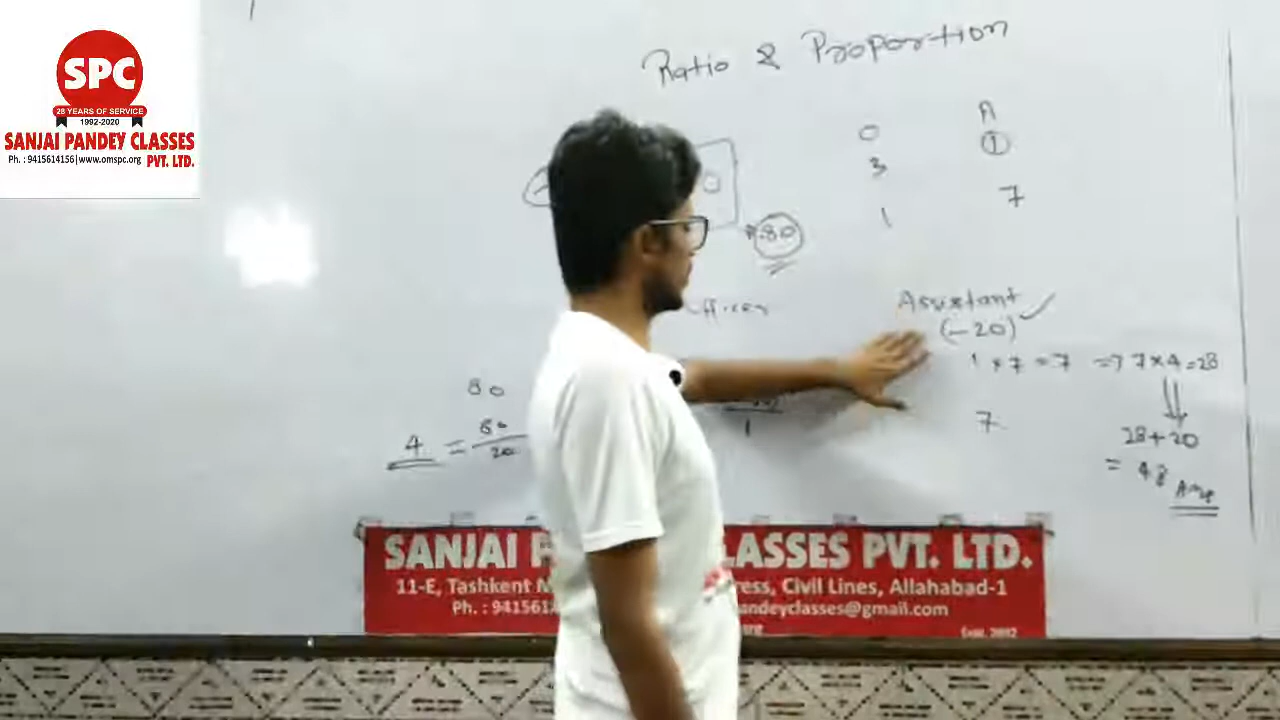 SPC
28 YEARS OF SERVICE
1992-2020
SANJAI PANDEY CLASSES
PVT. LTD.
Ph. : 9415614156|www.omspc.org
Ratio & Proportion
O A
3 1
1 7
80
Assistant ✓
(-20)
1 × 7 = 7 => 7×4=28
28+20
= 48 Ans
7
80
4 = 80/20
1
SANJAI P LASSES PVT. LTD.
11-E, Tashkent ress, Civil Lines, Allahabad-1
Ph. : 941561 andeyclasses@gmail.com